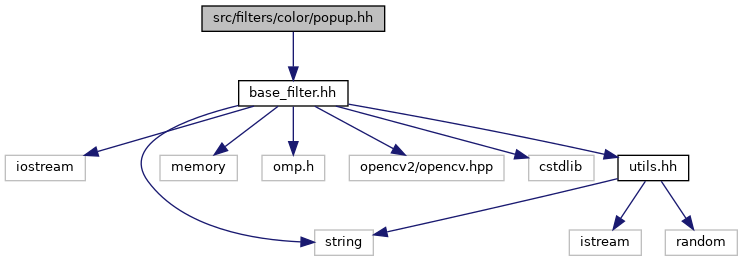 src/filters/color/popup.hh
base_filter.hh
iostream
memory
omp.h
opencv2/opencv.hpp
cstdlib
utils.hh
string
istream
random